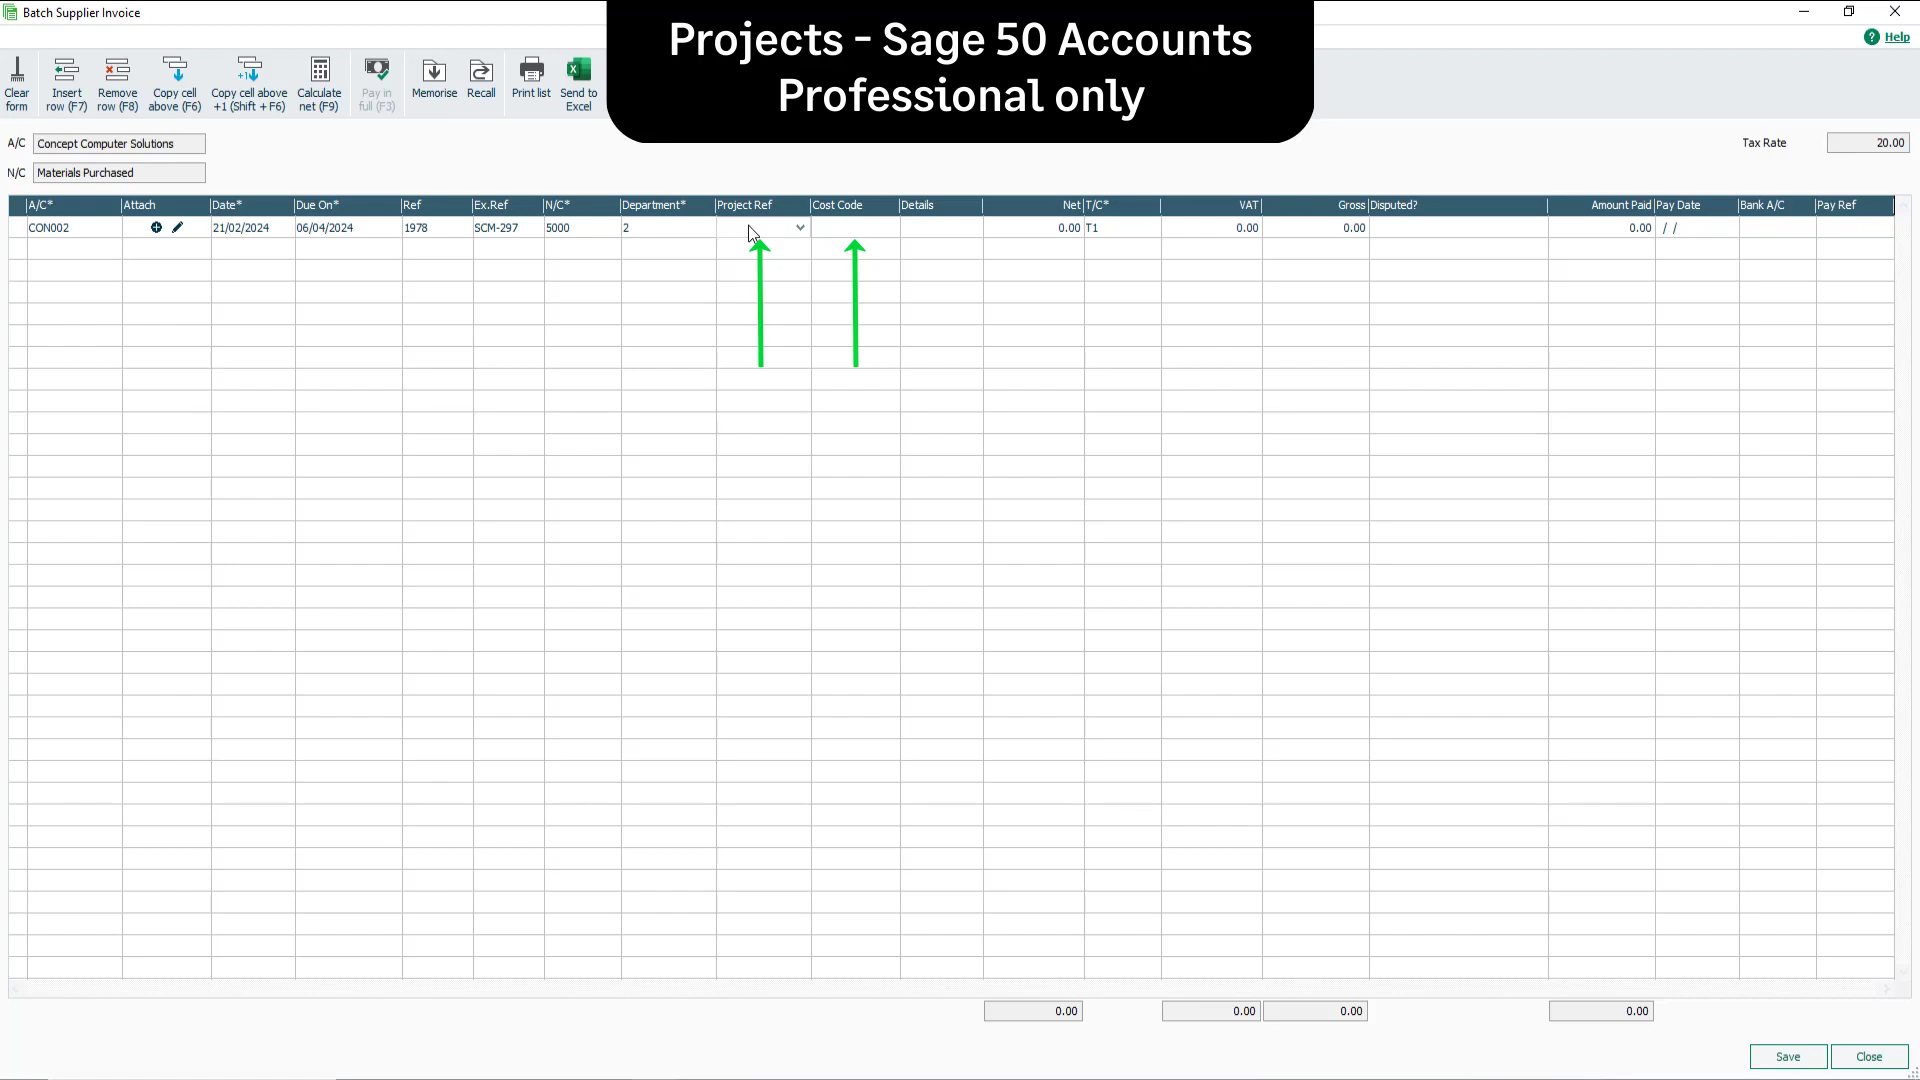 Batch Supplier Invoice
Projects - Sage 50 Accounts
Professional only
Help
Clear form
Insert row (F7)
Remove row (F8)
Copy cell above (F6)
Copy cell above +1 (Shift + F6)
Calculate net (F9)
Pay in full (F3)
Memorise
Recall
Print list
Send to Excel
A/C Concept Computer Solutions
Tax Rate 20.00
N/C Materials Purchased
A/C* Attach Date* Due On* Ref Ex.Ref N/C* Department* Project Ref Cost Code Details Net T/C* VAT Gross Disputed? Amount Paid Pay Date Bank A/C Pay Ref
CON002 21/02/2024 06/04/2024 1978 SCM-297 5000 2 0.00 T1 0.00 0.00 0.00 / /
0.00 0.00 0.00 0.00
Save Close